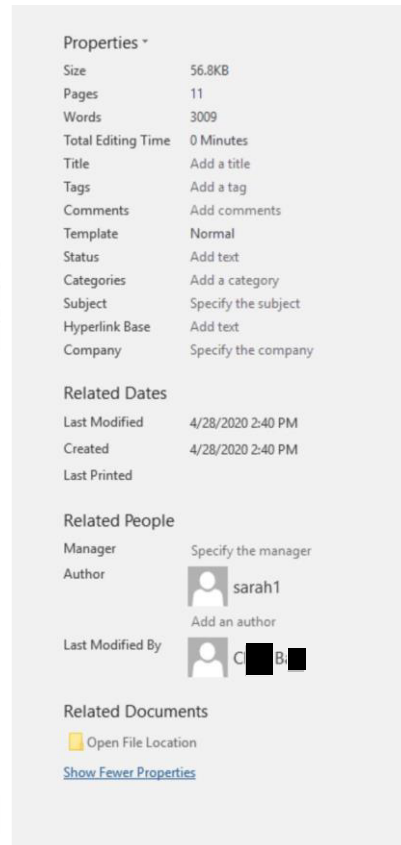 Properties
Size 56.8KB
Pages 11
Words 3009
Total Editing Time 0 Minutes
Title Add a title
Tags Add a tag
Comments Add comments
Template Normal
Status Add text
Categories Add a category
Subject Specify the subject
Hyperlink Base Add text
Company Specify the company
Related Dates
Last Modified 4/28/2020 2:40 PM
Created 4/28/2020 2:40 PM
Last Printed
Related People
Manager Specify the manager
Author sarah1
Add an author
Last Modified By
Related Documents
Open File Location
Show Fewer Properties